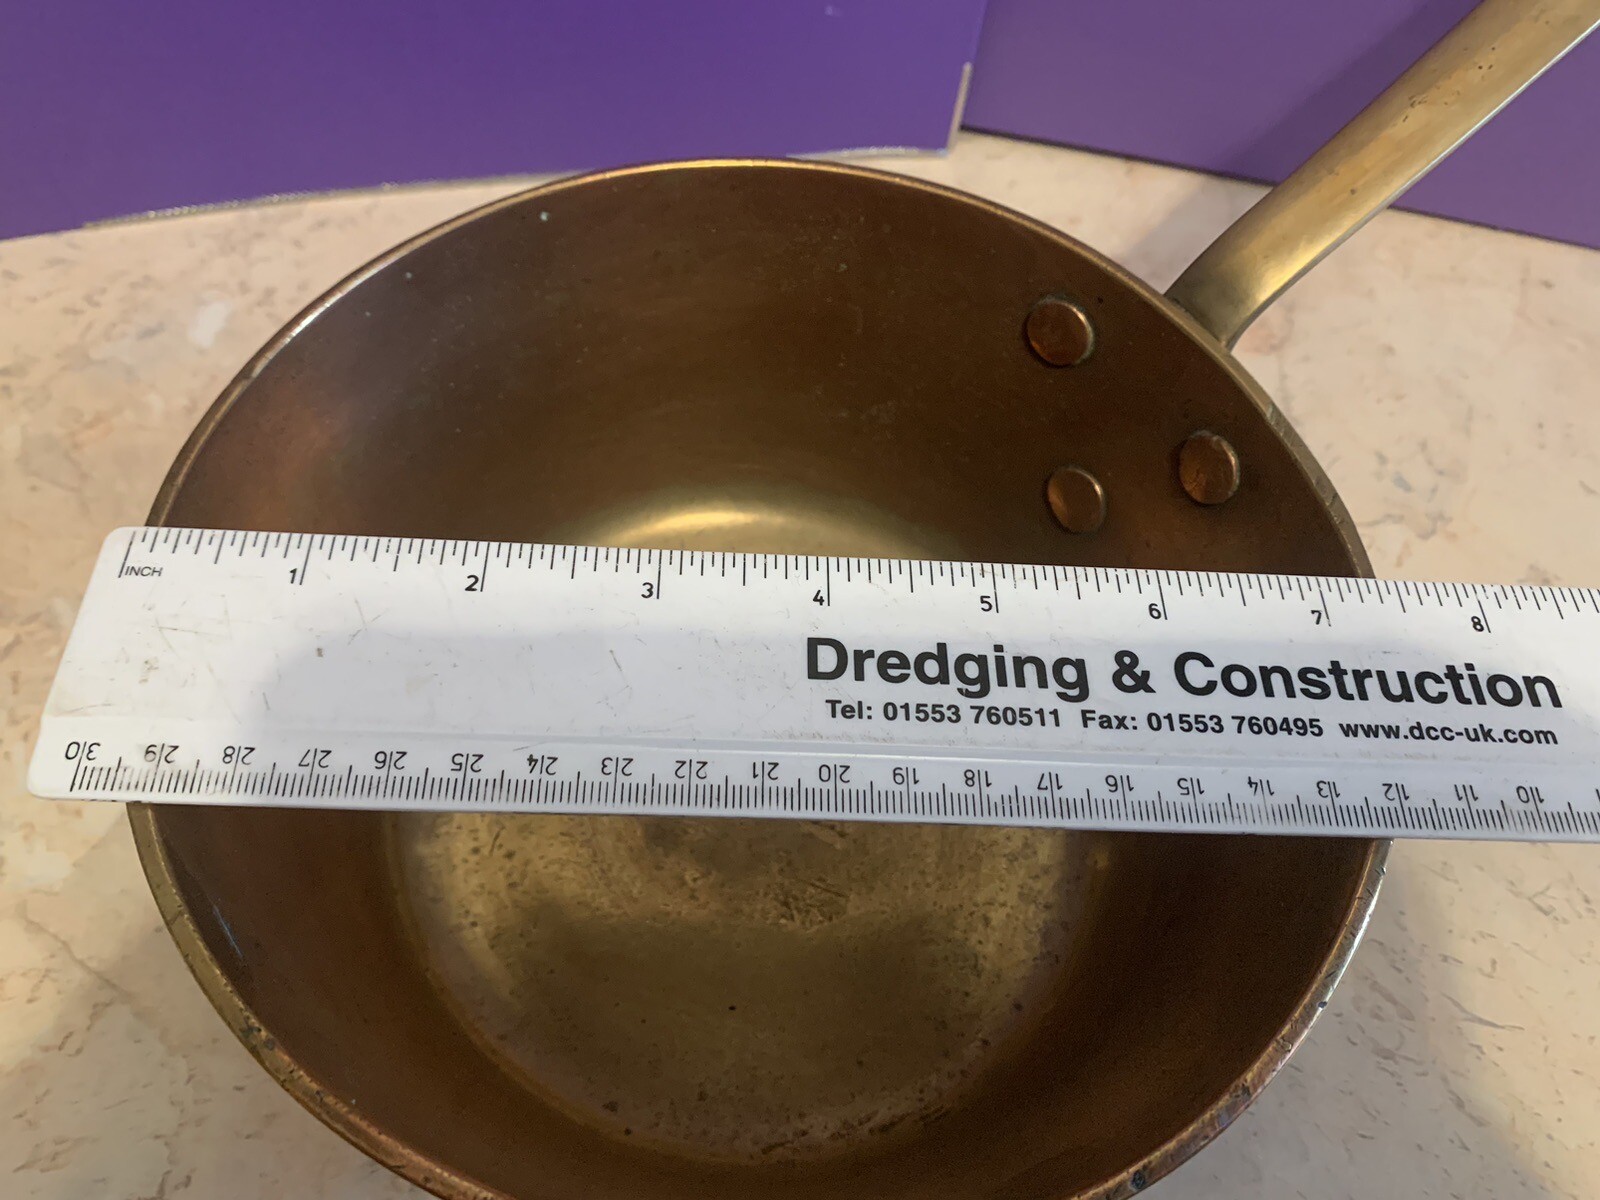 INCH 1 2 3 4 5 6 7 8
Dredging & Construction
Tel: 01553 760511 Fax: 01553 760495 www.dcc-uk.com
30 29 28 27 26 25 24 23 22 21 20 19 18 17 16 15 14 13 12 11 10